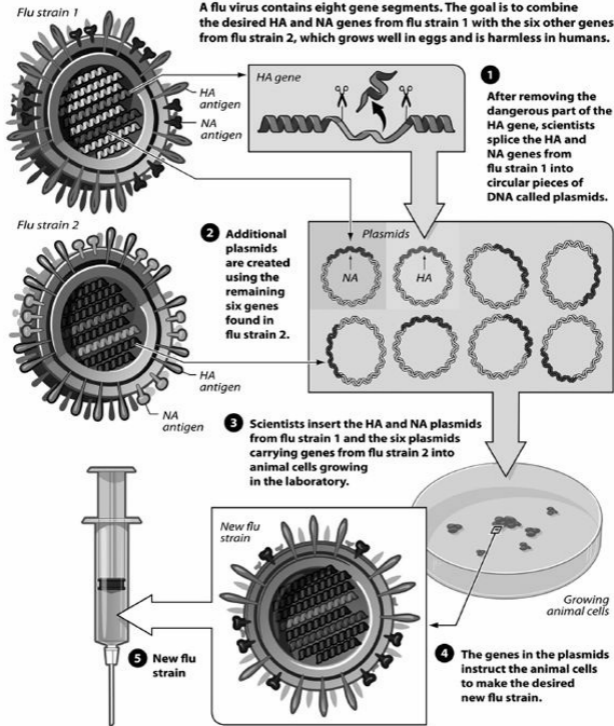 Flu strain 1
A flu virus contains eight gene segments. The goal is to combine
the desired HA and NA genes from flu strain 1 with the six other genes
from flu strain 2, which grows well in eggs and is harmless in humans.
HA
antigen
NA
antigen
HA gene
1
After removing the
dangerous part of the
HA gene, scientists
splice the HA and
NA genes from
flu strain 1 into
circular pieces of
DNA called plasmids.
Flu strain 2
2 Additional
plasmids
are created
using the
remaining
six genes
found in
flu strain 2.
Plasmids
NA
HA
HA
antigen
NA
antigen
3 Scientists insert the HA and NA plasmids
from flu strain 1 and the six plasmids
carrying genes from flu strain 2 into
animal cells growing
in the laboratory.
Growing
animal cells
New flu
strain
4 The genes in the plasmids
instruct the animal cells
to make the desired
new flu strain.
5 New flu
strain